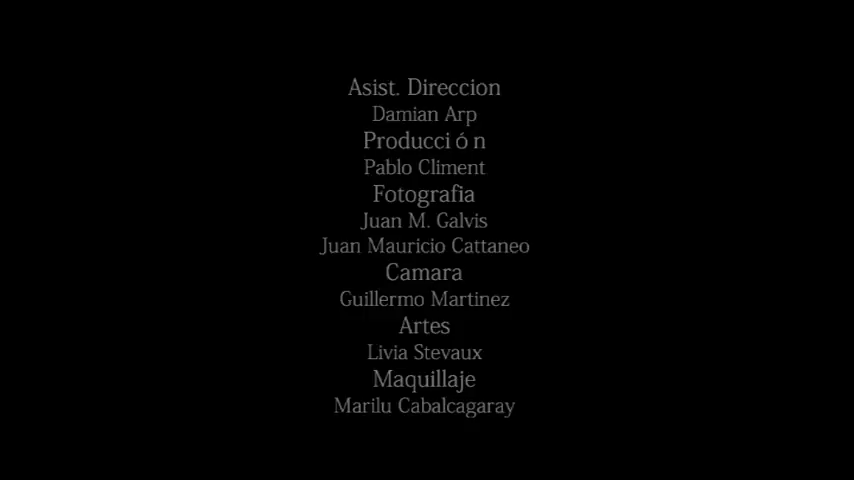 Asist. Direccion
Damian Arp
Producci ó n
Pablo Climent
Fotografia
Juan M. Galvis
Juan Mauricio Cattaneo
Camara
Guillermo Martinez
Artes
Livia Stevaux
Maquillaje
Marilu Cabalcagaray